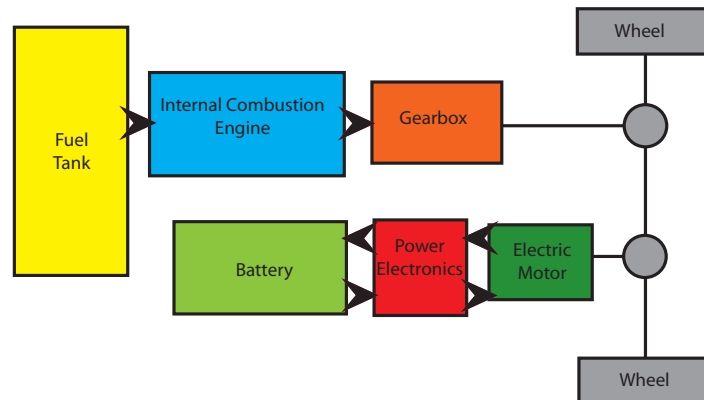 Wheel
Internal Combustion
Engine
Gearbox
Fuel
Tank
Battery
Power
Electronics
Electric
Motor
Wheel